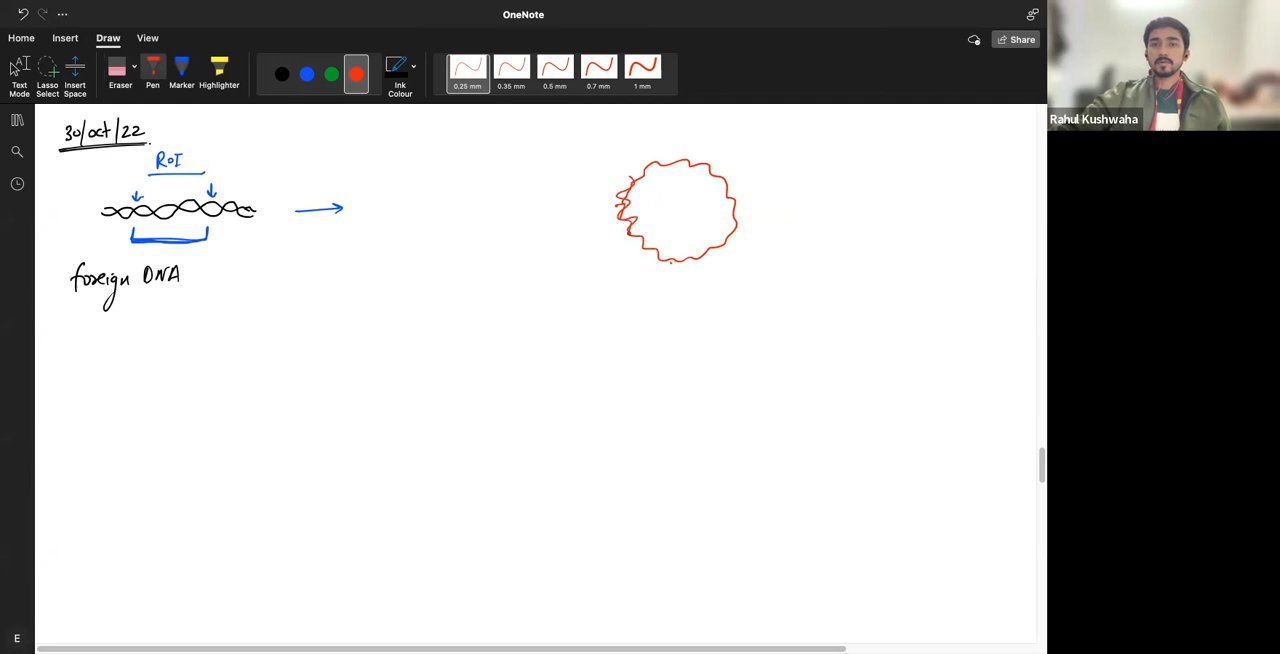 OneNote
Home Insert Draw View
Share
Text Mode
Lasso Select
Insert Space
Eraser
Pen
Marker
Highlighter
Ink Colour
0.25 mm
0.35 mm
0.5 mm
0.7 mm
1 mm
Rahul Kushwaha
30/oct/22
ROI
foreign DNA
E